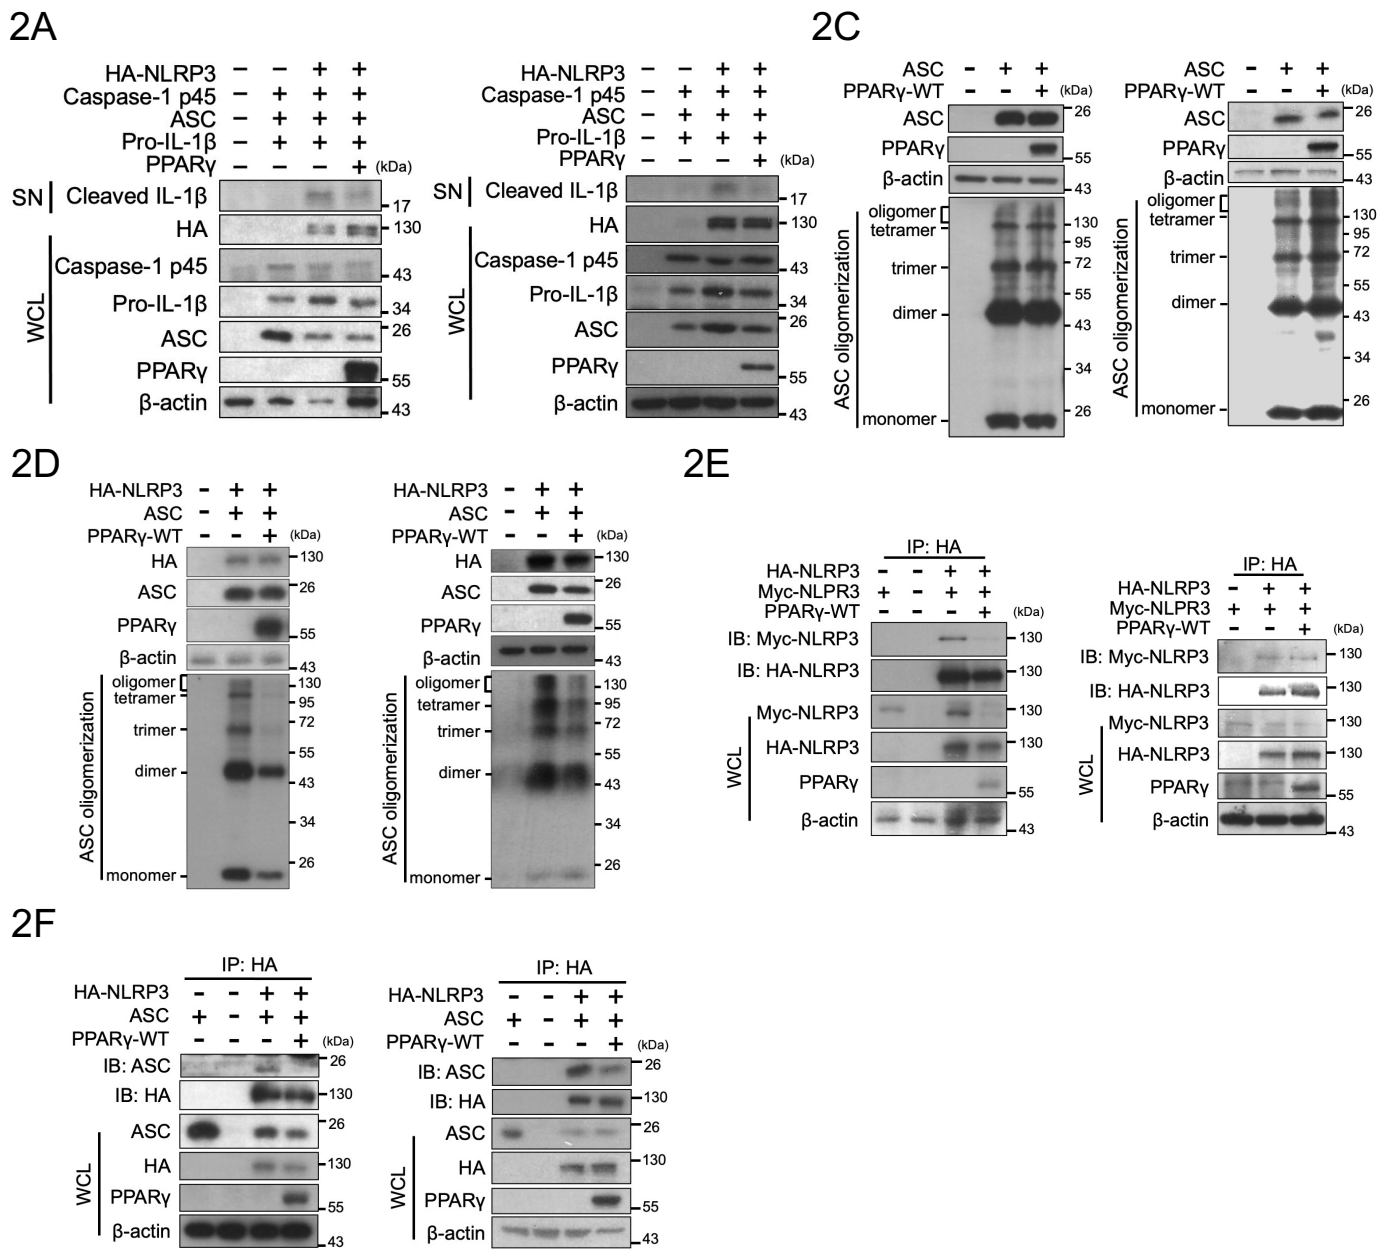 2A
HA-NLRP3 − − + +
Caspase-1 p45 − + + +
ASC − + + +
Pro-IL-1β − + + +
PPARγ − − − + (kDa)
SN Cleaved IL-1β 17
WCL
HA 130
Caspase-1 p45 43
Pro-IL-1β 34
ASC 26
PPARγ 55
β-actin 43
HA-NLRP3 − − + +
Caspase-1 p45 − + + +
ASC − + + +
Pro-IL-1β − + + +
PPARγ − − − + (kDa)
SN Cleaved IL-1β 17
WCL
HA 130
Caspase-1 p45 43
Pro-IL-1β 34
ASC 26
PPARγ 55
β-actin 43
2C
ASC - + +
PPARγ-WT - - + (kDa)
ASC 26
PPARγ 55
β-actin 43
ASC oligomerization
oligomer
tetramer 130
95
trimer 72
55
dimer 43
34
monomer 26
ASC - + +
PPARγ-WT - - + (kDa)
ASC 26
PPARγ 55
β-actin 43
ASC oligomerization
oligomer
tetramer 130
95
trimer 72
55
dimer 43
34
monomer 26
2D
HA-NLRP3 - + +
ASC - + +
PPARγ-WT - - + (kDa)
HA 130
ASC 26
PPARγ 55
β-actin 43
ASC oligomerization
oligomer 130
tetramer 95
trimer 72
55
dimer 43
34
monomer 26
HA-NLRP3 - + +
ASC - + +
PPARγ-WT - - + (kDa)
HA 130
ASC 26
PPARγ 55
β-actin 43
ASC oligomerization
oligomer 130
tetramer 95
trimer 72
55
dimer 43
34
monomer 26
2E
IP: HA
HA-NLRP3 - - + +
Myc-NLPR3 + - + +
PPARγ-WT - - - + (kDa)
IB: Myc-NLRP3 130
IB: HA-NLRP3 130
WCL
Myc-NLRP3 130
HA-NLRP3 130
PPARγ 55
β-actin 43
IP: HA
HA-NLRP3 - + +
Myc-NLPR3 + + +
PPARγ-WT - - + (kDa)
IB: Myc-NLRP3 130
IB: HA-NLRP3 130
WCL
Myc-NLRP3 130
HA-NLRP3 130
PPARγ 55
β-actin 43
2F
IP: HA
HA-NLRP3 - - + +
ASC + - + +
PPARγ-WT - - - + (kDa)
IB: ASC 26
IB: HA 130
WCL
ASC 26
HA 130
PPARγ 55
β-actin 43
IP: HA
HA-NLRP3 - - + +
ASC + - + +
PPARγ-WT - - - + (kDa)
IB: ASC 26
IB: HA 130
WCL
ASC 26
HA 130
PPARγ 55
β-actin 43